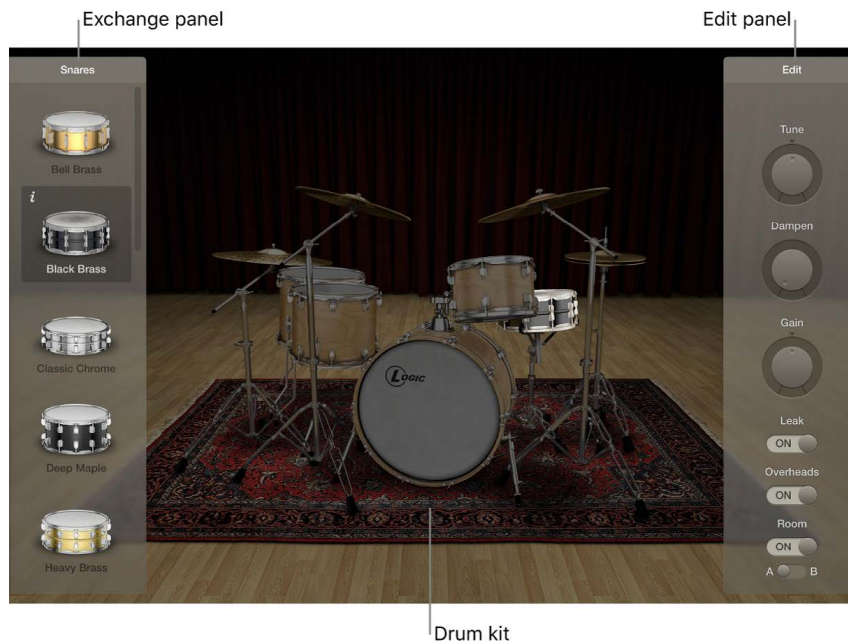 Exchange panel
Edit panel
Snares
Edit
Bell Brass
i
Black Brass
Classic Chrome
Deep Maple
Heavy Brass
Tune
Dampen
Gain
Leak
ON
Overheads
ON
Room
ON
A B
Logic
Drum kit